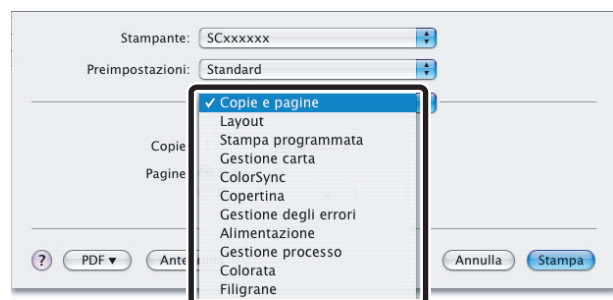 Stampante: SCxxxxxx
Preimpostazioni: Standard
✓ Copie e pagine
Layout
Stampa programmata
Copie
Gestione carta
Pagine
ColorSync
Copertina
Gestione degli errori
Alimentazione
Gestione processo
? PDF ▾ Ante Annulla Stampa
Colorata
Filigrane